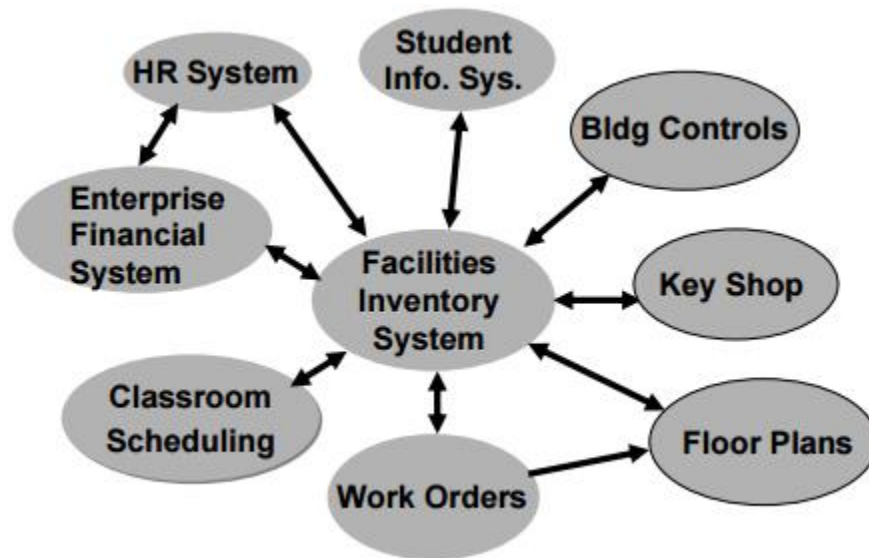 HR System
Student
Info. Sys.
Bldg Controls
Enterprise
Financial
System
Facilities
Inventory
System
Key Shop
Classroom
Scheduling
Floor Plans
Work Orders